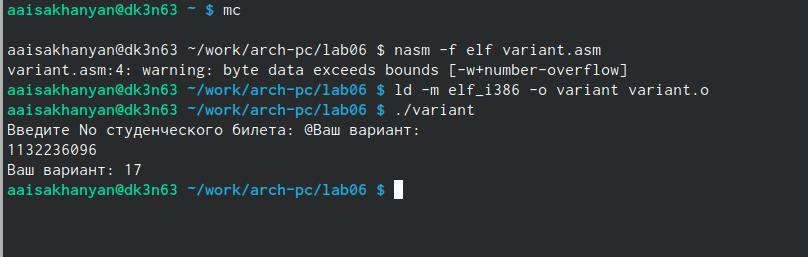 aaisakhanyan@dk3n63 ~ $ mc
aaisakhanyan@dk3n63 ~/work/arch-pc/lab06 $ nasm -f elf variant.asm
variant.asm:4: warning: byte data exceeds bounds [-w+number-overflow]
aaisakhanyan@dk3n63 ~/work/arch-pc/lab06 $ ld -m elf_i386 -o variant variant.o
aaisakhanyan@dk3n63 ~/work/arch-pc/lab06 $ ./variant
Введите No студенческого билета: @Ваш вариант:
1132236096
Ваш вариант: 17
aaisakhanyan@dk3n63 ~/work/arch-pc/lab06 $